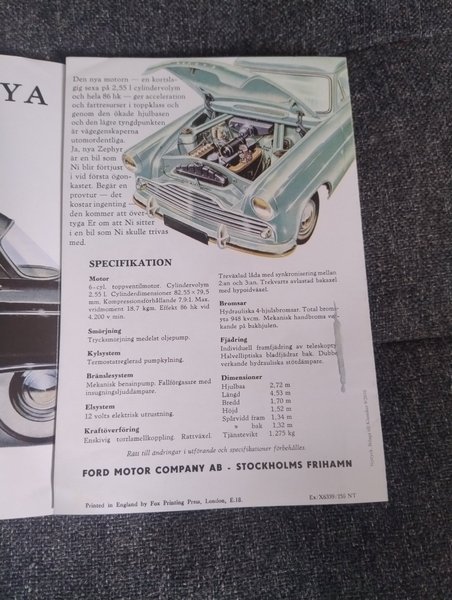 YA
Den nya motorn — en kortsla-
gig sexa på 2,55 l cylindervolym
och hela 86 hk — ger acceleration
och fartresurser i toppklass och
genom den ökade hjulbasen
och den lägre tyngdpunkten
är vägegenskaperna
utomordentliga.
Ja, nya Zephyr
är en bil som
Ni blir förtjust
i vid första ögon-
kastet. Begär en
provtur — det
kostar ingenting —
den kommer att över-
tyga Er om att Ni sitter
i en bil som Ni skulle trivas
med.
SPECIFIKATION
Motor
6-cyl. toppventilmotor. Cylindervolym
2,55 l. Cylinderdimensioner 82,55×79,5
mm. Kompressionsförhållande 7,9:1. Max.
vridmoment 18,7 kgm. Effekt 86 hk vid
4.200 v/min.
Smörjning
Trycksmörjning medelst oljepump.
Kylsystem
Termostatreglerad pumpkylning.
Bränslesystem
Mekanisk bensinpump. Fallförgasare med
insugningsljuddämpare.
Elsystem
12 volts elektrisk utrustning.
Kraftöverföring
Enskivig torrlamellkoppling. Rattväxel.
Treväxlad låda med synkronisering mellan
2:an och 3:an. Trekvarts avlastad bakaxel
med hypoidväxel.
Bromsar
Hydrauliska 4-hjulsbromsar. Total broms-
yta 948 kvcm. Mekanisk handbroms ver-
kande på bakhjulen.
Fjädring
Individuell framfjädring av teleskopty
Halvelliptiska bladfjädrar bak. Dubbe
verkande hydrauliska stötdämpare.
Dimensioner
Hjulbas 2,72 m
Längd 4,53 m
Bredd 1,70 m
Höjd 1,52 m
Spårvidd fram 1,34 m
» bak 1,32 m
Tjänstevikt 1.275 kg
Rätt till ändringar i utförande och specifikationer förbehålles.
FORD MOTOR COMPANY AB - STOCKHOLMS FRIHAMN
Printed in England by Fox Printing Press, London, E.18.
Ex/X6339/150 NT